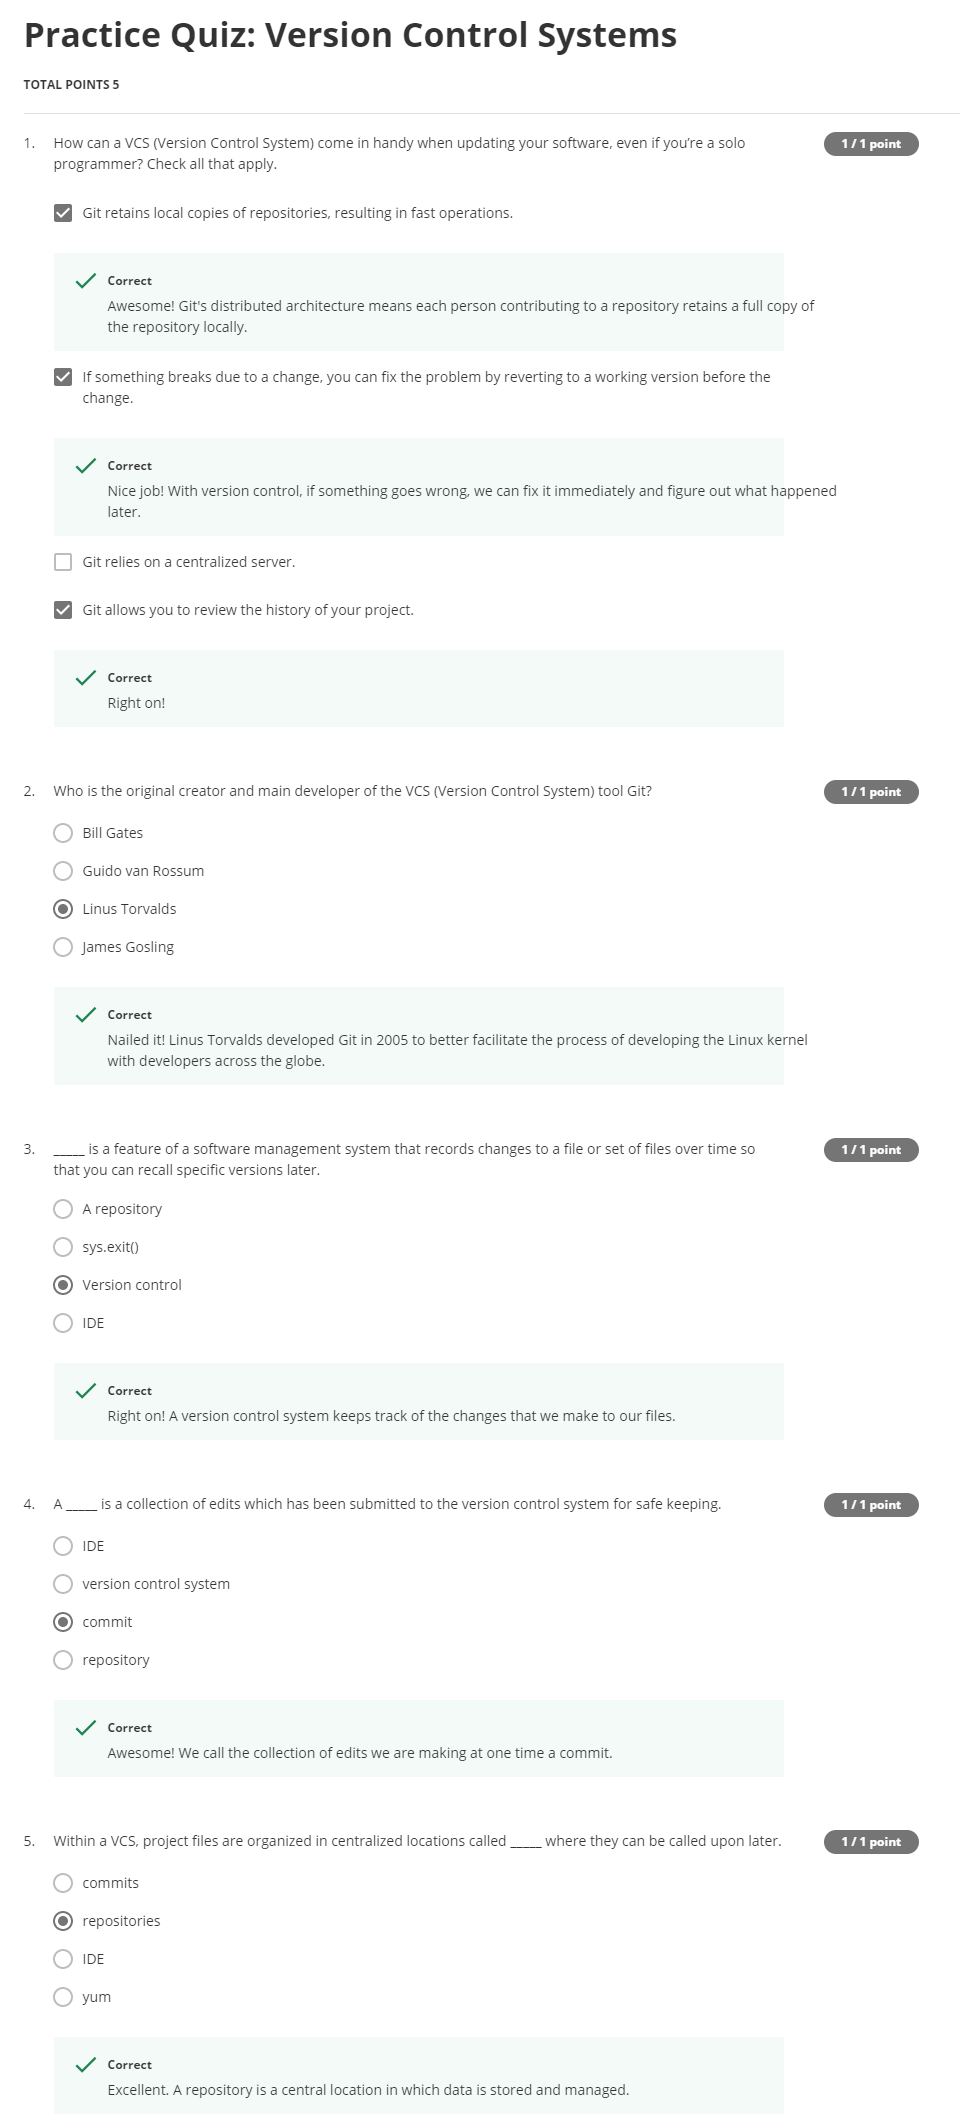 Practice Quiz: Version Control Systems
TOTAL POINTS 5
1. How can a VCS (Version Control System) come in handy when updating your software, even if you’re a solo
programmer? Check all that apply.
1 / 1 point
Git retains local copies of repositories, resulting in fast operations.
Correct
Awesome! Git's distributed architecture means each person contributing to a repository retains a full copy of
the repository locally.
If something breaks due to a change, you can fix the problem by reverting to a working version before the
change.
Correct
Nice job! With version control, if something goes wrong, we can fix it immediately and figure out what happened
later.
Git relies on a centralized server.
Git allows you to review the history of your project.
Correct
Right on!
2. Who is the original creator and main developer of the VCS (Version Control System) tool Git?
1 / 1 point
Bill Gates
Guido van Rossum
Linus Torvalds
James Gosling
Correct
Nailed it! Linus Torvalds developed Git in 2005 to better facilitate the process of developing the Linux kernel
with developers across the globe.
3. _____ is a feature of a software management system that records changes to a file or set of files over time so
that you can recall specific versions later.
1 / 1 point
A repository
sys.exit()
Version control
IDE
Correct
Right on! A version control system keeps track of the changes that we make to our files.
4. A _____ is a collection of edits which has been submitted to the version control system for safe keeping.
1 / 1 point
IDE
version control system
commit
repository
Correct
Awesome! We call the collection of edits we are making at one time a commit.
5. Within a VCS, project files are organized in centralized locations called _____ where they can be called upon later.
1 / 1 point
commits
repositories
IDE
yum
Correct
Excellent. A repository is a central location in which data is stored and managed.